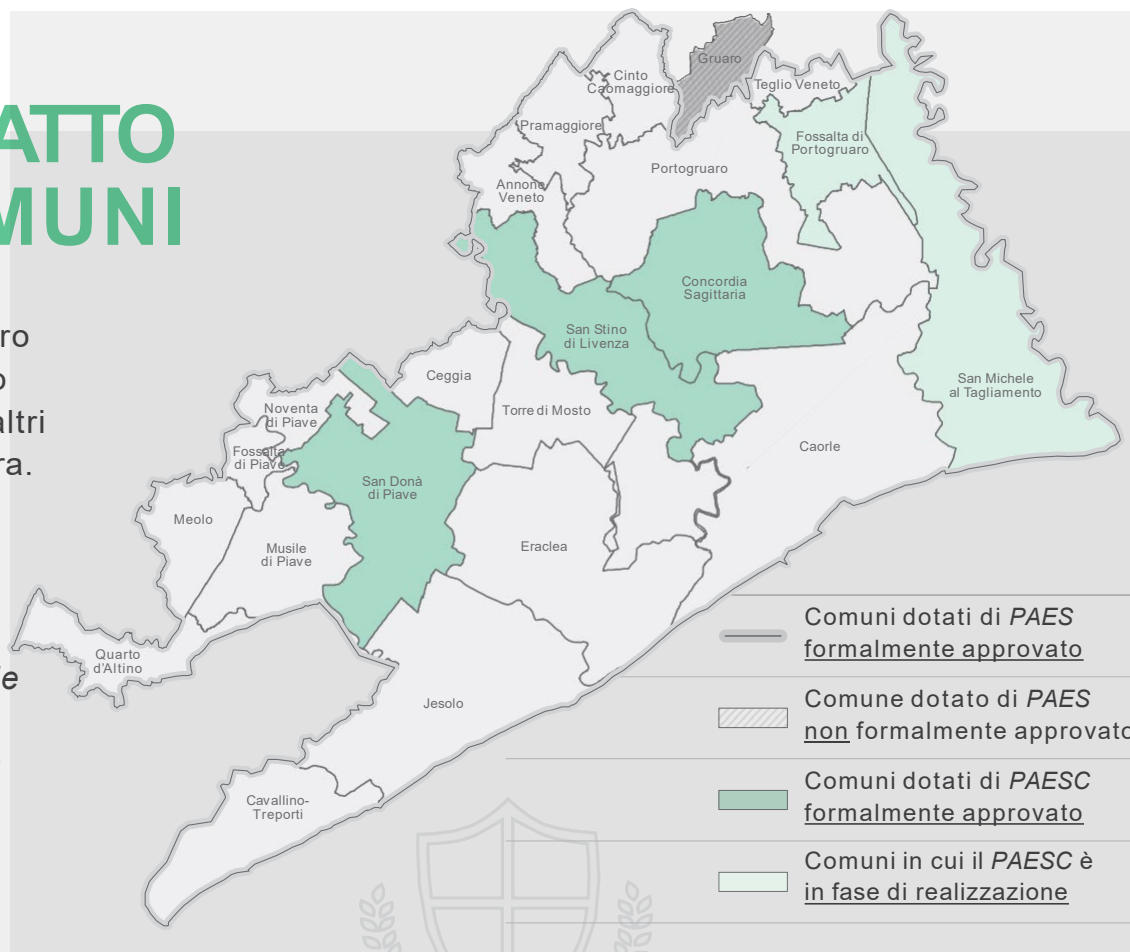 ATTO
MUNI
ro
o
altri
ra.
e
Gruaro
Cinto
Caomaggiore
Teglio Veneto
Pramaggiore
Fossalta di
Portogruaro
Portogruaro
Annone
Veneto
Concordia
Sagittaria
San Stino
di Livenza
Ceggia
San Michele
al Tagliamento
Noventa
di Piave
Torre di Mosto
Caorle
Fossalta
di Piave
San Donà
di Piave
Meolo
Musile
di Piave
Eraclea
Quarto
d'Altino
Jesolo
Cavallino-
Treporti
Comuni dotati di PAES
formalmente approvato
Comune dotato di PAES
non formalmente approvato
Comuni dotati di PAESC
formalmente approvato
Comuni in cui il PAESC è
in fase di realizzazione